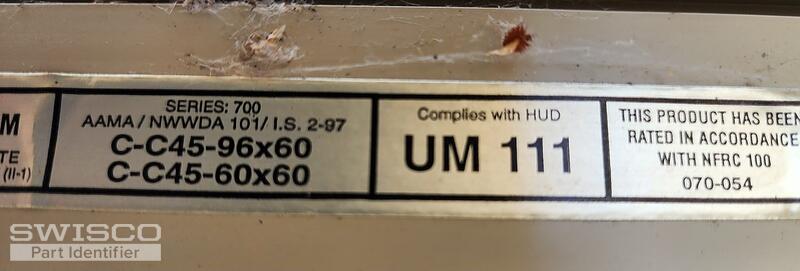 M
TE
(II-1)
SERIES: 700
AAMA / NWWDA 101/ I.S. 2-97
C-C45-96x60
C-C45-60x60
Complies with HUD
UM 111
THIS PRODUCT HAS BEEN
RATED IN ACCORDANCE
WITH NFRC 100
070-054
SWISCO
Part Identifier